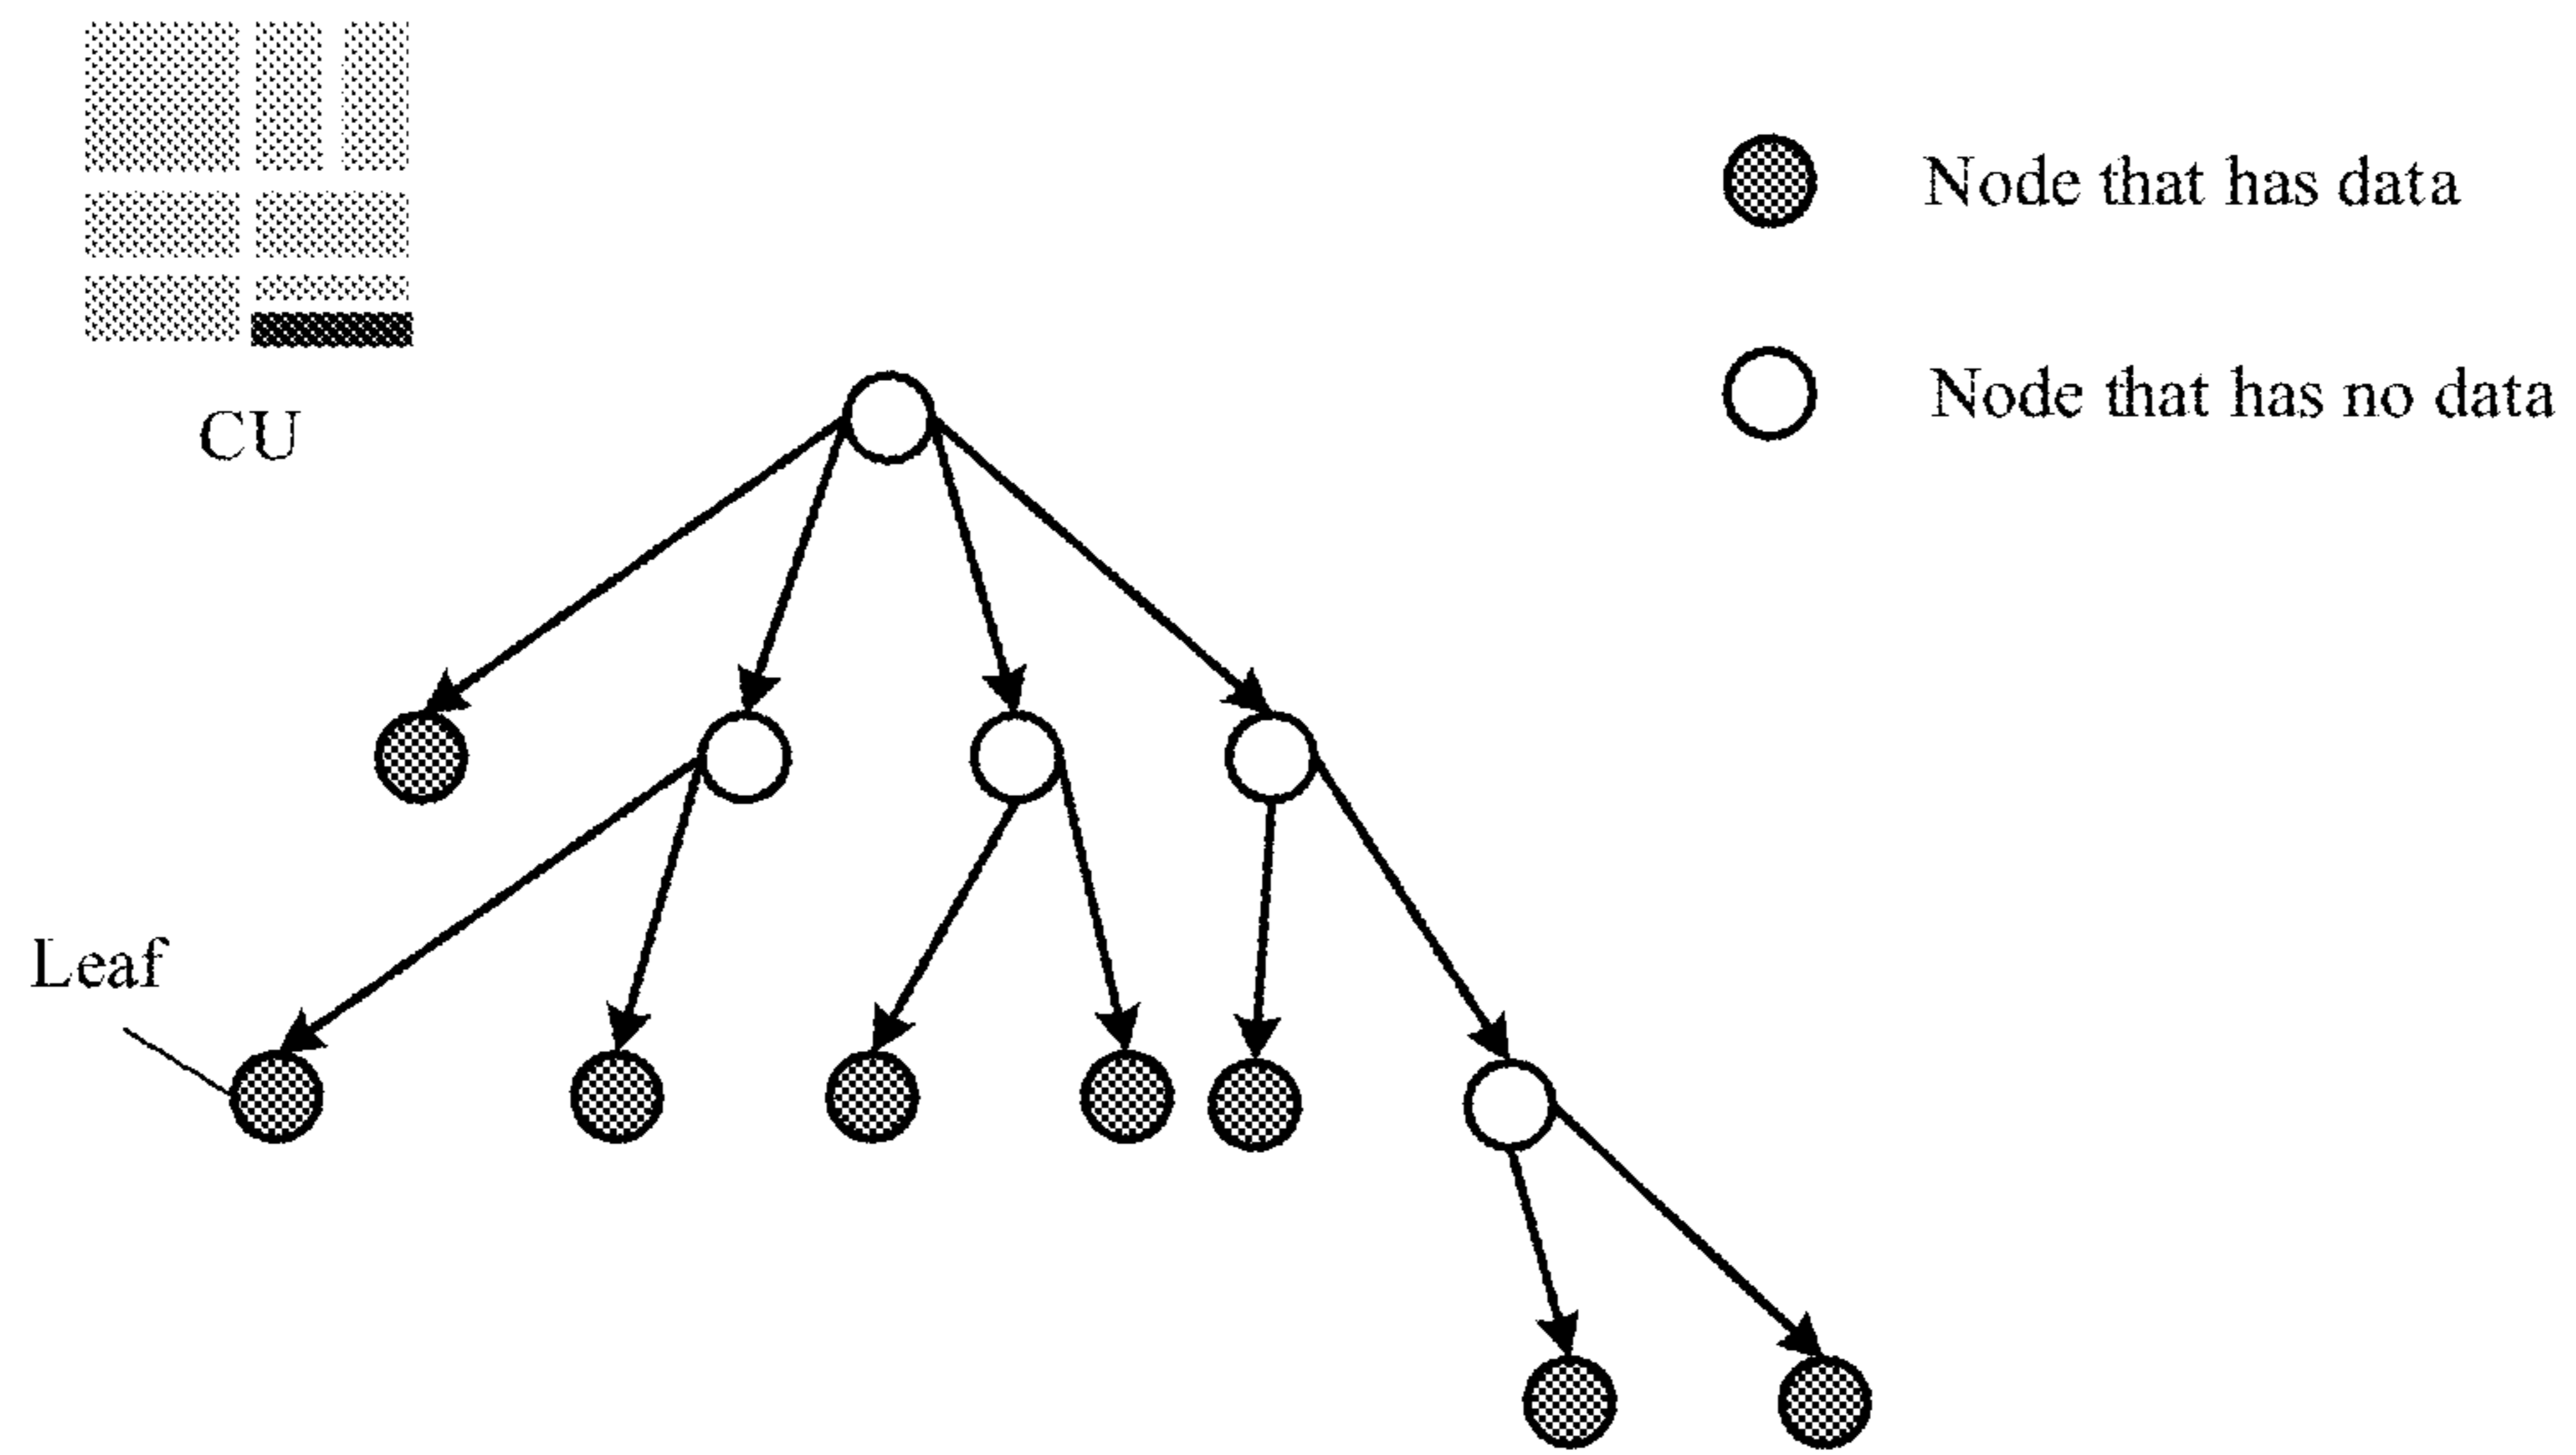 Node that has data
Node that has no data
CU
Leaf